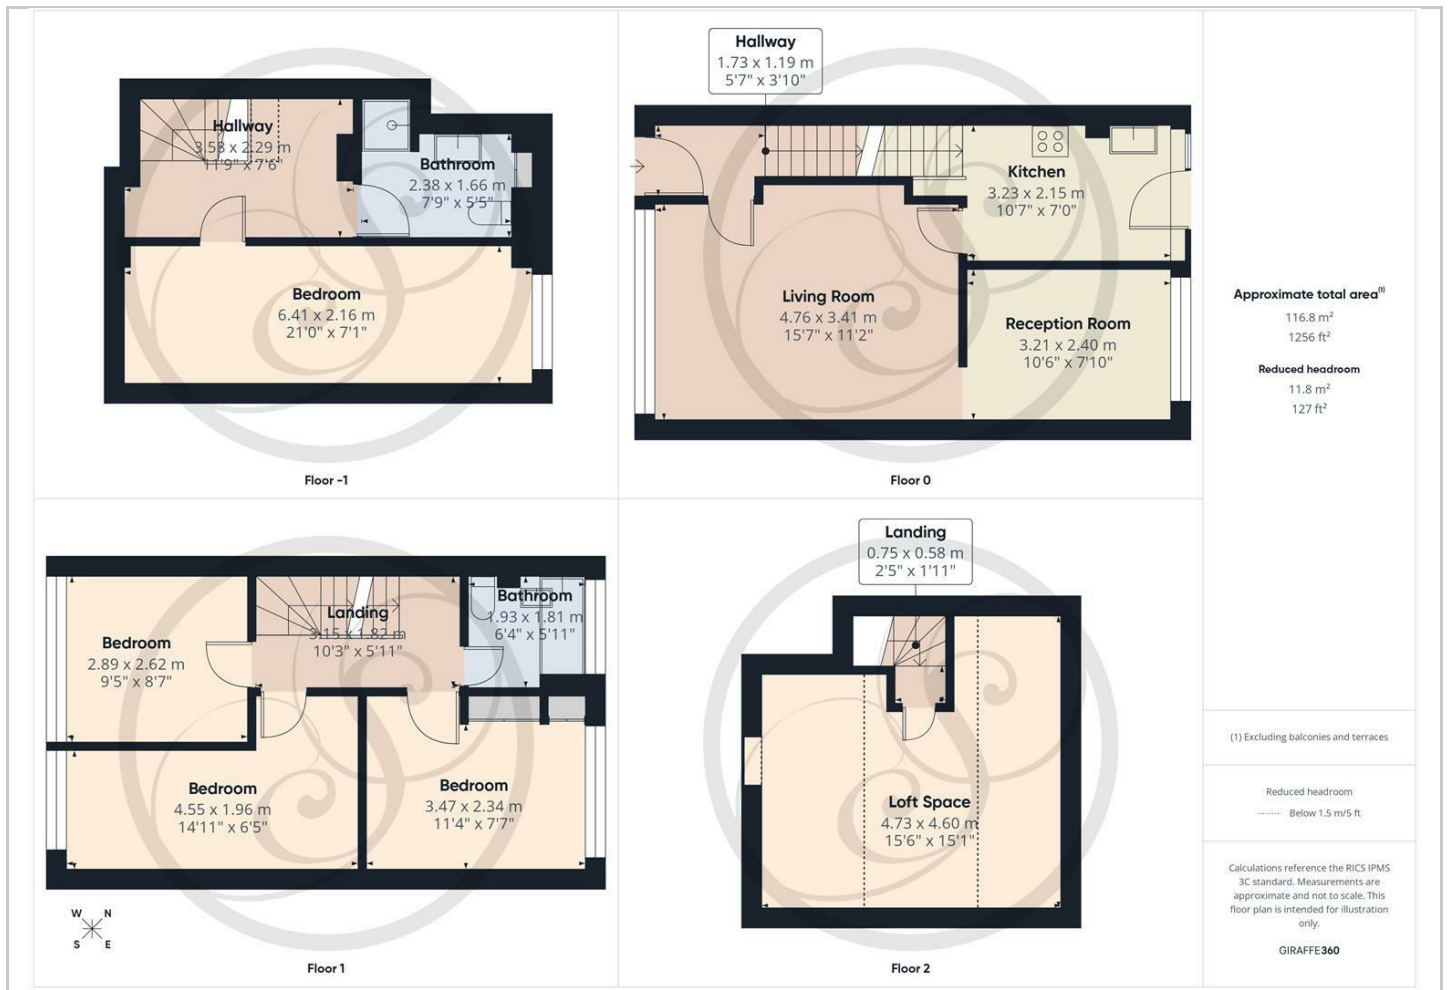 Hallway
3.58 x 2.29 m
11'9" x 7'6"
Bathroom
2.38 x 1.66 m
7'9" x 5'5"
Bedroom
6.41 x 2.16 m
21'0" x 7'1"
Floor -1
Hallway
1.73 x 1.19 m
5'7" x 3'10"
Kitchen
3.23 x 2.15 m
10'7" x 7'0"
Living Room
4.76 x 3.41 m
15'7" x 11'2"
Reception Room
3.21 x 2.40 m
10'6" x 7'10"
Floor 0
Landing
3.15 x 1.82 m
10'3" x 5'11"
Bathroom
1.93 x 1.81 m
6'4" x 5'11"
Bedroom
2.89 x 2.62 m
9'5" x 8'7"
Bedroom
4.55 x 1.96 m
14'11" x 6'5"
Bedroom
3.47 x 2.34 m
11'4" x 7'7"
W N
S E
Floor 1
Landing
0.75 x 0.58 m
2'5" x 1'11"
Loft Space
4.73 x 4.60 m
15'6" x 15'1"
Floor 2
Approximate total area(1)
116.8 m²
1256 ft²
Reduced headroom
11.8 m²
127 ft²
(1) Excluding balconies and terraces
Reduced headroom
Below 1.5 m/5 ft
Calculations reference the RICS IPMS
3C standard. Measurements are
approximate and not to scale. This
floor plan is intended for illustration
only.
GIRAFFE360